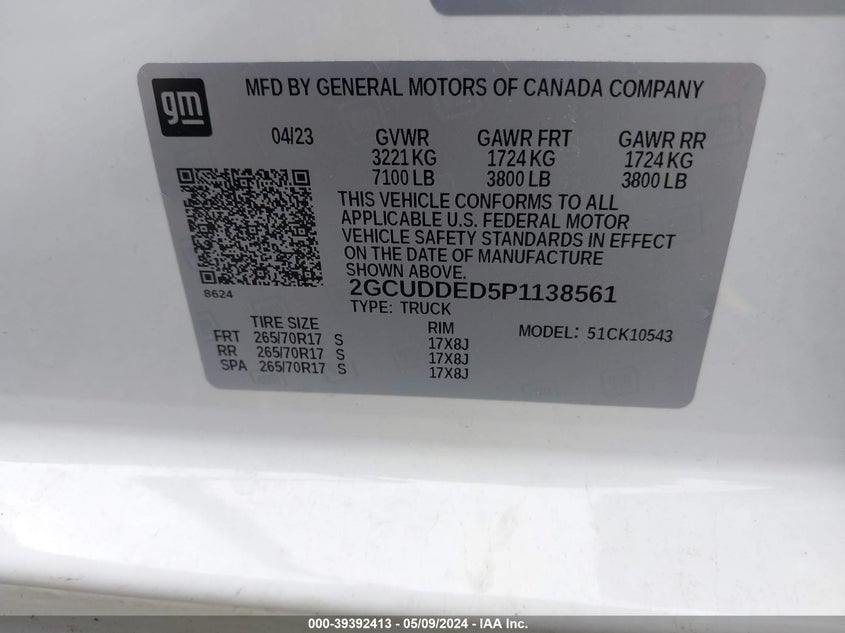 gm
MFD BY GENERAL MOTORS OF CANADA COMPANY
04/23 GVWR GAWR FRT GAWR RR
3221 KG 1724 KG 1724 KG
7100 LB 3800 LB 3800 LB
THIS VEHICLE CONFORMS TO ALL
APPLICABLE U.S. FEDERAL MOTOR
VEHICLE SAFETY STANDARDS IN EFFECT
ON THE DATE OF MANUFACTURE
SHOWN ABOVE.
8624
2GCUDDED5P1138561
TYPE: TRUCK
TIRE SIZE RIM MODEL: 51CK10543
FRT 265/70R17 S 17X8J
RR 265/70R17 S 17X8J
SPA 265/70R17 S 17X8J
000-39392413 - 05/09/2024 - IAA Inc.